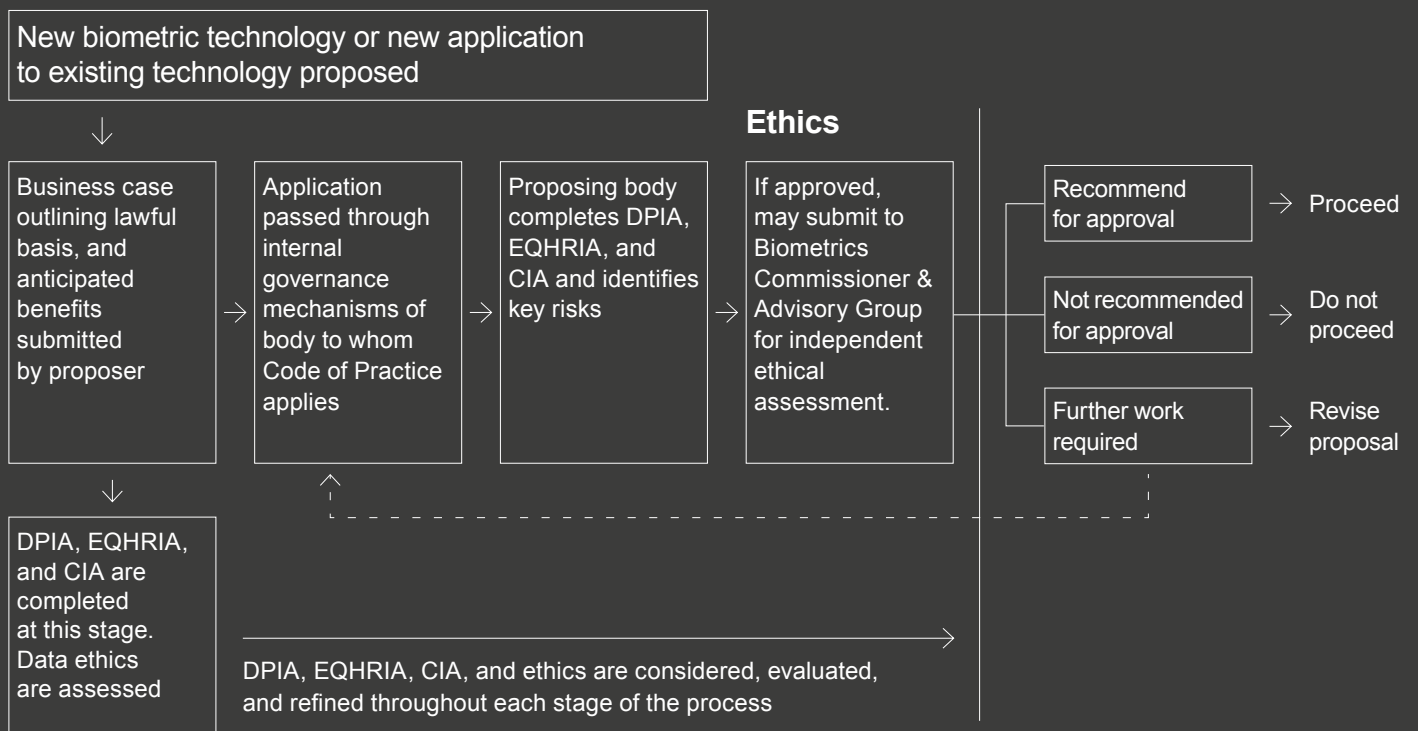 New biometric technology or new application
to existing technology proposed
Ethics
Business case
outlining lawful
basis, and
anticipated
benefits
submitted
by proposer
Application
passed through
internal
governance
mechanisms of
body to whom
Code of Practice
applies
Proposing body
completes DPIA,
EQHRIA, and
CIA and identifies
key risks
If approved,
may submit to
Biometrics
Commissioner &
Advisory Group
for independent
ethical
assessment.
Recommend
for approval
Proceed
Not recommended
for approval
Do not
proceed
Further work
required
Revise
proposal
DPIA, EQHRIA,
and CIA are
completed
at this stage.
Data ethics
are assessed
DPIA, EQHRIA, CIA, and ethics are considered, evaluated,
and refined throughout each stage of the process